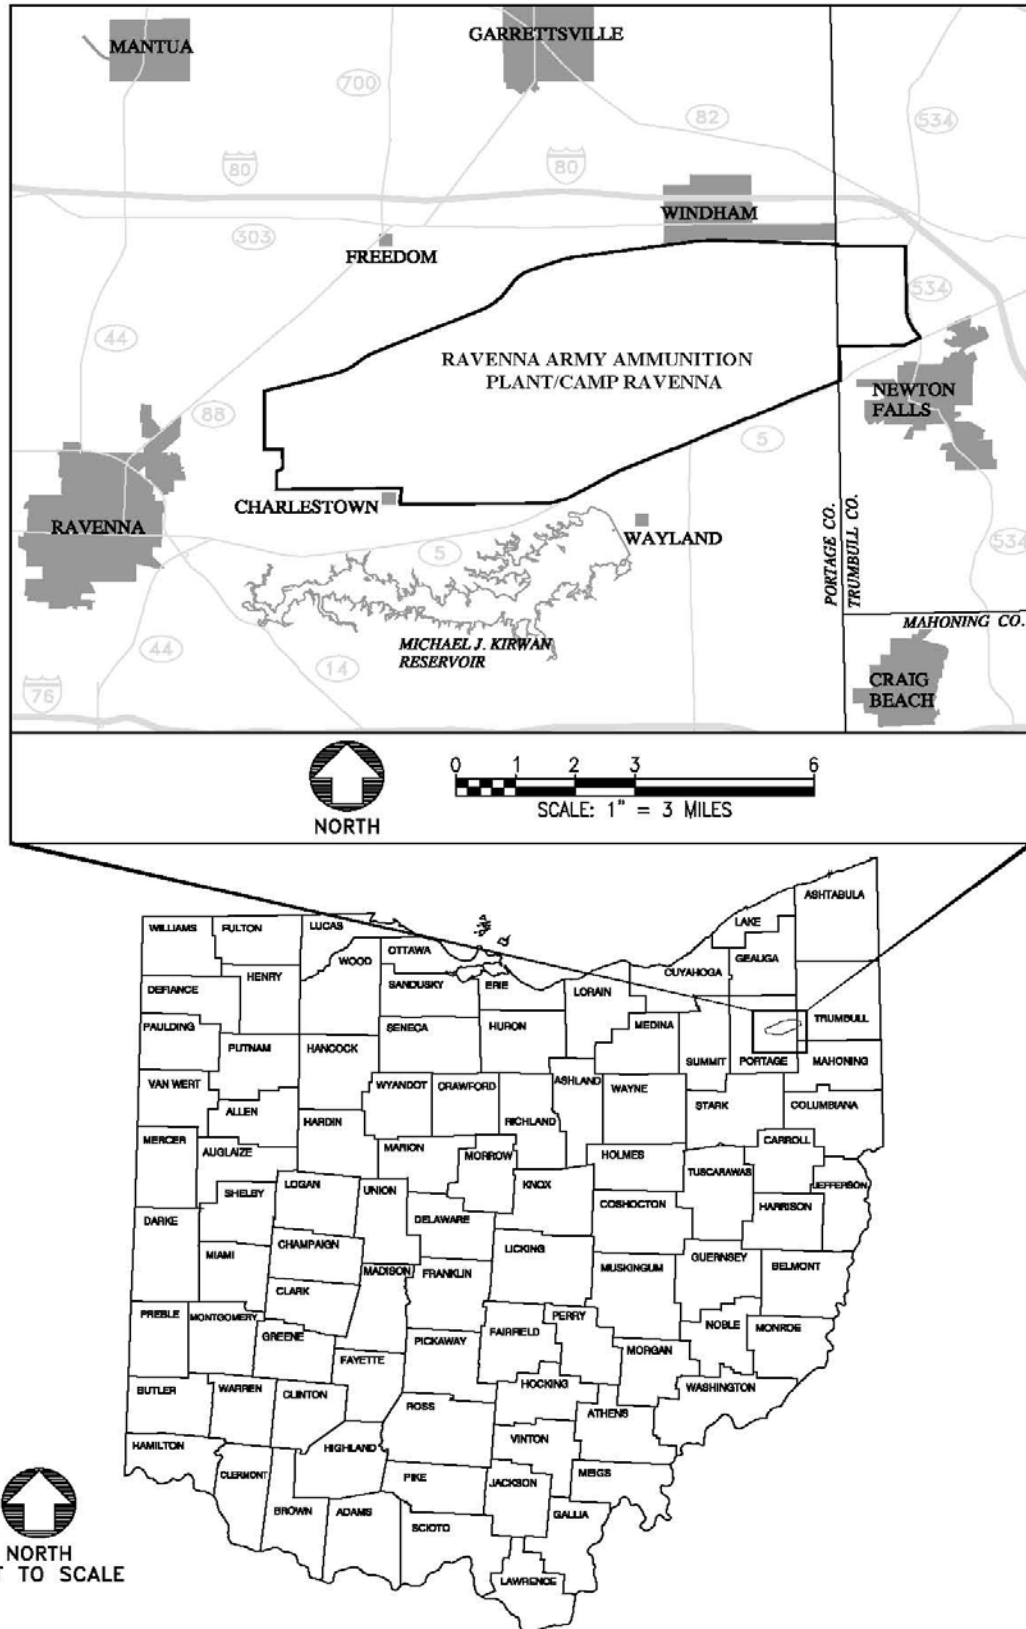 MANTUA
GARRETTSVILLE
700
82
534
80
80
WINDHAM
303
FREEDOM
534
44
RAVENNA ARMY AMMUNITION
PLANT/CAMP RAVENNA
NEWTON
FALLS
88
5
CHARLESTOWN
RAVENNA
WAYLAND
5
534
PORTAGE CO.
TRUMBULL CO.
MAHONING CO.
44
14
MICHAEL J. KIRWAN
RESERVOIR
76
CRAIG
BEACH
NORTH
0 1 2 3 6
SCALE: 1" = 3 MILES
ASHTABULA
LAKE
WILLIAMS
FULTON
LUCAS
GEAUGA
OTTAWA
WOOD
CUYAHOGA
HENRY
SANDUSKY
ERIE
LORAIN
DEFIANCE
TRUMBULL
PAULDING
SENECA
HURON
MEDINA
PUTNAM
HANCOCK
SUMMIT
PORTAGE
MAHONING
VAN WERT
WYANDOT
CRAWFORD
ASHLAND
WAYNE
STARK
COLUMBIANA
ALLEN
HARDIN
RICHLAND
MERCER
AUGLAIZE
MARION
MORROW
HOLMES
CARROLL
TUSCARAWAS
JEFFERSON
SHELBY
LOGAN
UNION
KNOX
COSHOCTON
HARRISON
DARKE
DELAWARE
MIAMI
CHAMPAIGN
LICKING
GUERNSEY
BELMONT
MADISON
FRANKLIN
MUSKINGUM
CLARK
PREBLE
MONTGOMERY
PERRY
NOBLE
MONROE
GREENE
PICKAWAY
FAIRFIELD
FAYETTE
MORGAN
BUTLER
WARREN
CLINTON
HOCKING
WASHINGTON
ROSS
ATHENS
HAMILTON
HIGHLAND
VINTON
CLERMONT
PIKE
JACKSON
MEIGS
BROWN
ADAMS
SCIOTO
GALLIA
LAWRENCE
NORTH
T TO SCALE